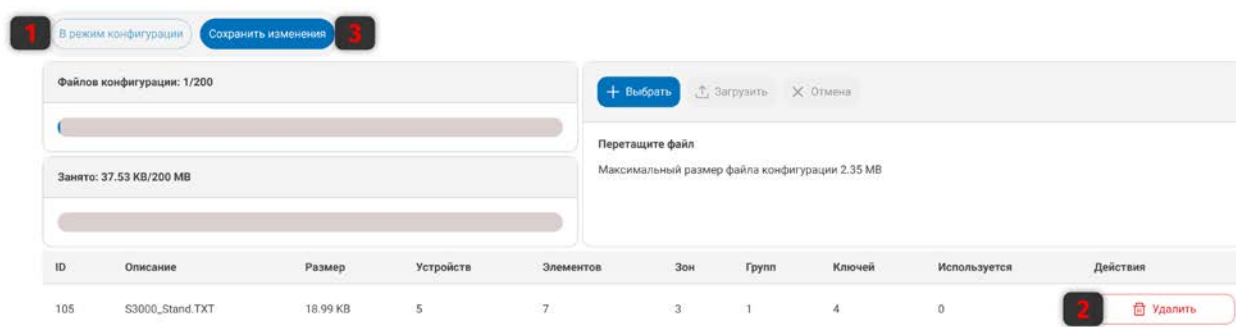 1 В режим конфигурации Сохранить изменения 3
Файлов конфигурации: 1/200
Занято: 37.53 KB/200 MB
+ Выбрать Загрузить Отмена
Перетащите файл
Максимальный размер файла конфигурации 2.35 MB
ID Описание Размер Устройств Элементов Зон Групп Ключей Используется Действия
105 S3000_Stand.TXT 18.99 KB 5 7 3 1 4 0 2 Удалить